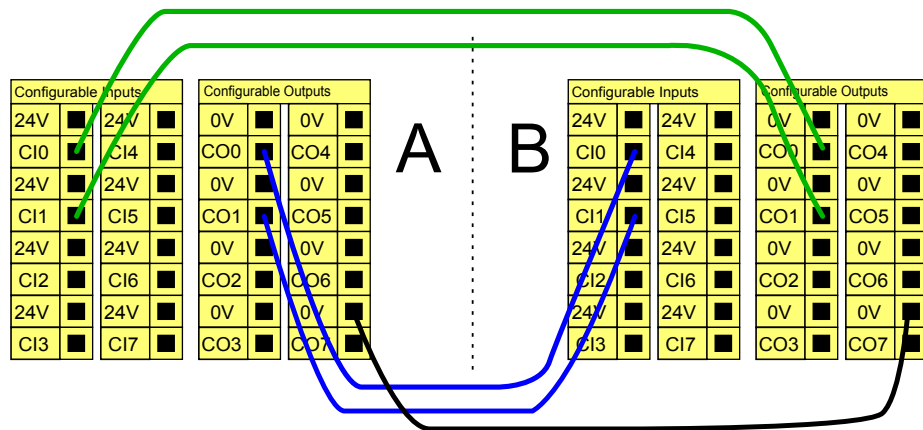 Configurable Inputs
24V 24V
CI0 CI4
24V 24V
CI1 CI5
24V 24V
CI2 CI6
24V 24V
CI3 CI7
Configurable Outputs
0V 0V
CO0 CO4
0V 0V
CO1 CO5
0V 0V
CO2 CO6
0V 0V
CO3 CO7
A
B
Configurable Inputs
24V 24V
CI0 CI4
24V 24V
CI1 CI5
24V 24V
CI2 CI6
24V 24V
CI3 CI7
Configurable Outputs
0V 0V
CO0 CO4
0V 0V
CO1 CO5
0V 0V
CO2 CO6
0V 0V
CO3 CO7